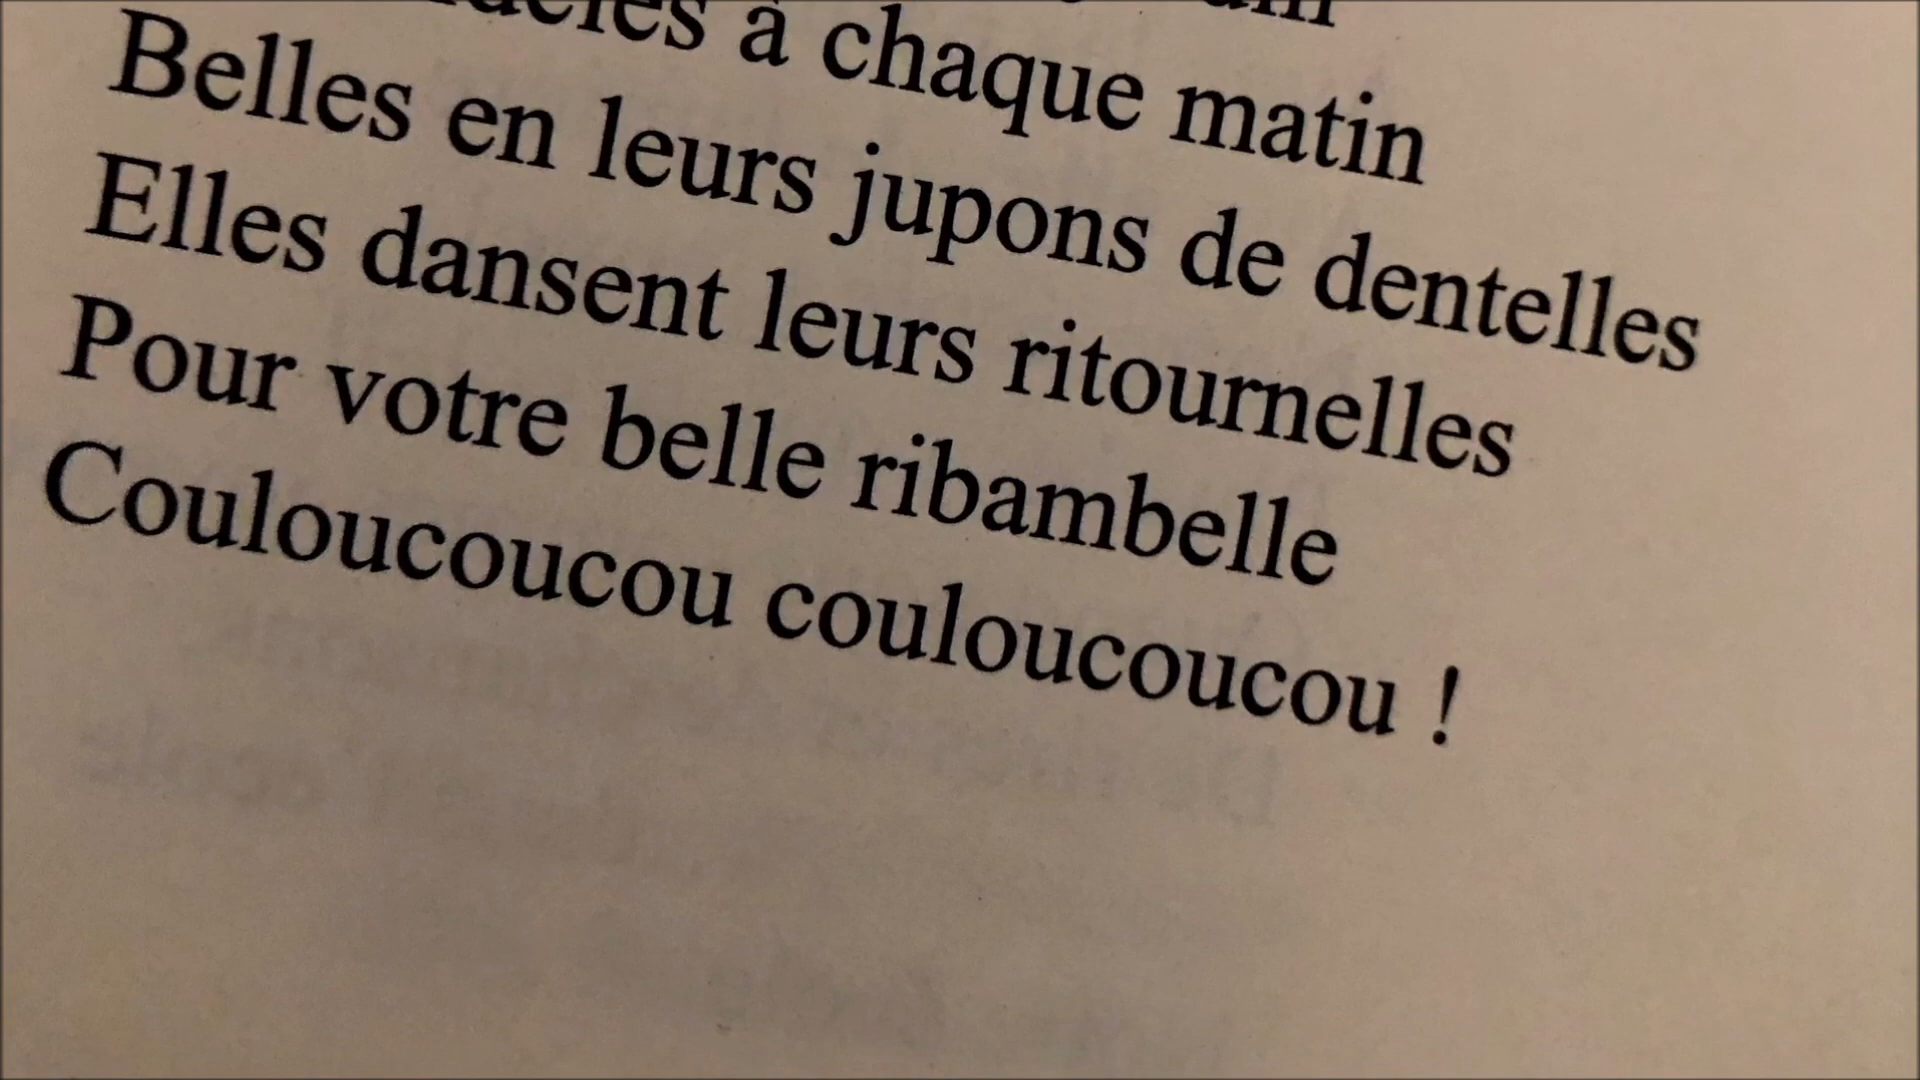 à chaque matin
Belles en leurs jupons de dentelles
Elles dansent leurs ritournelles
Pour votre belle ribambelle
Couloucoucou couloucoucou !